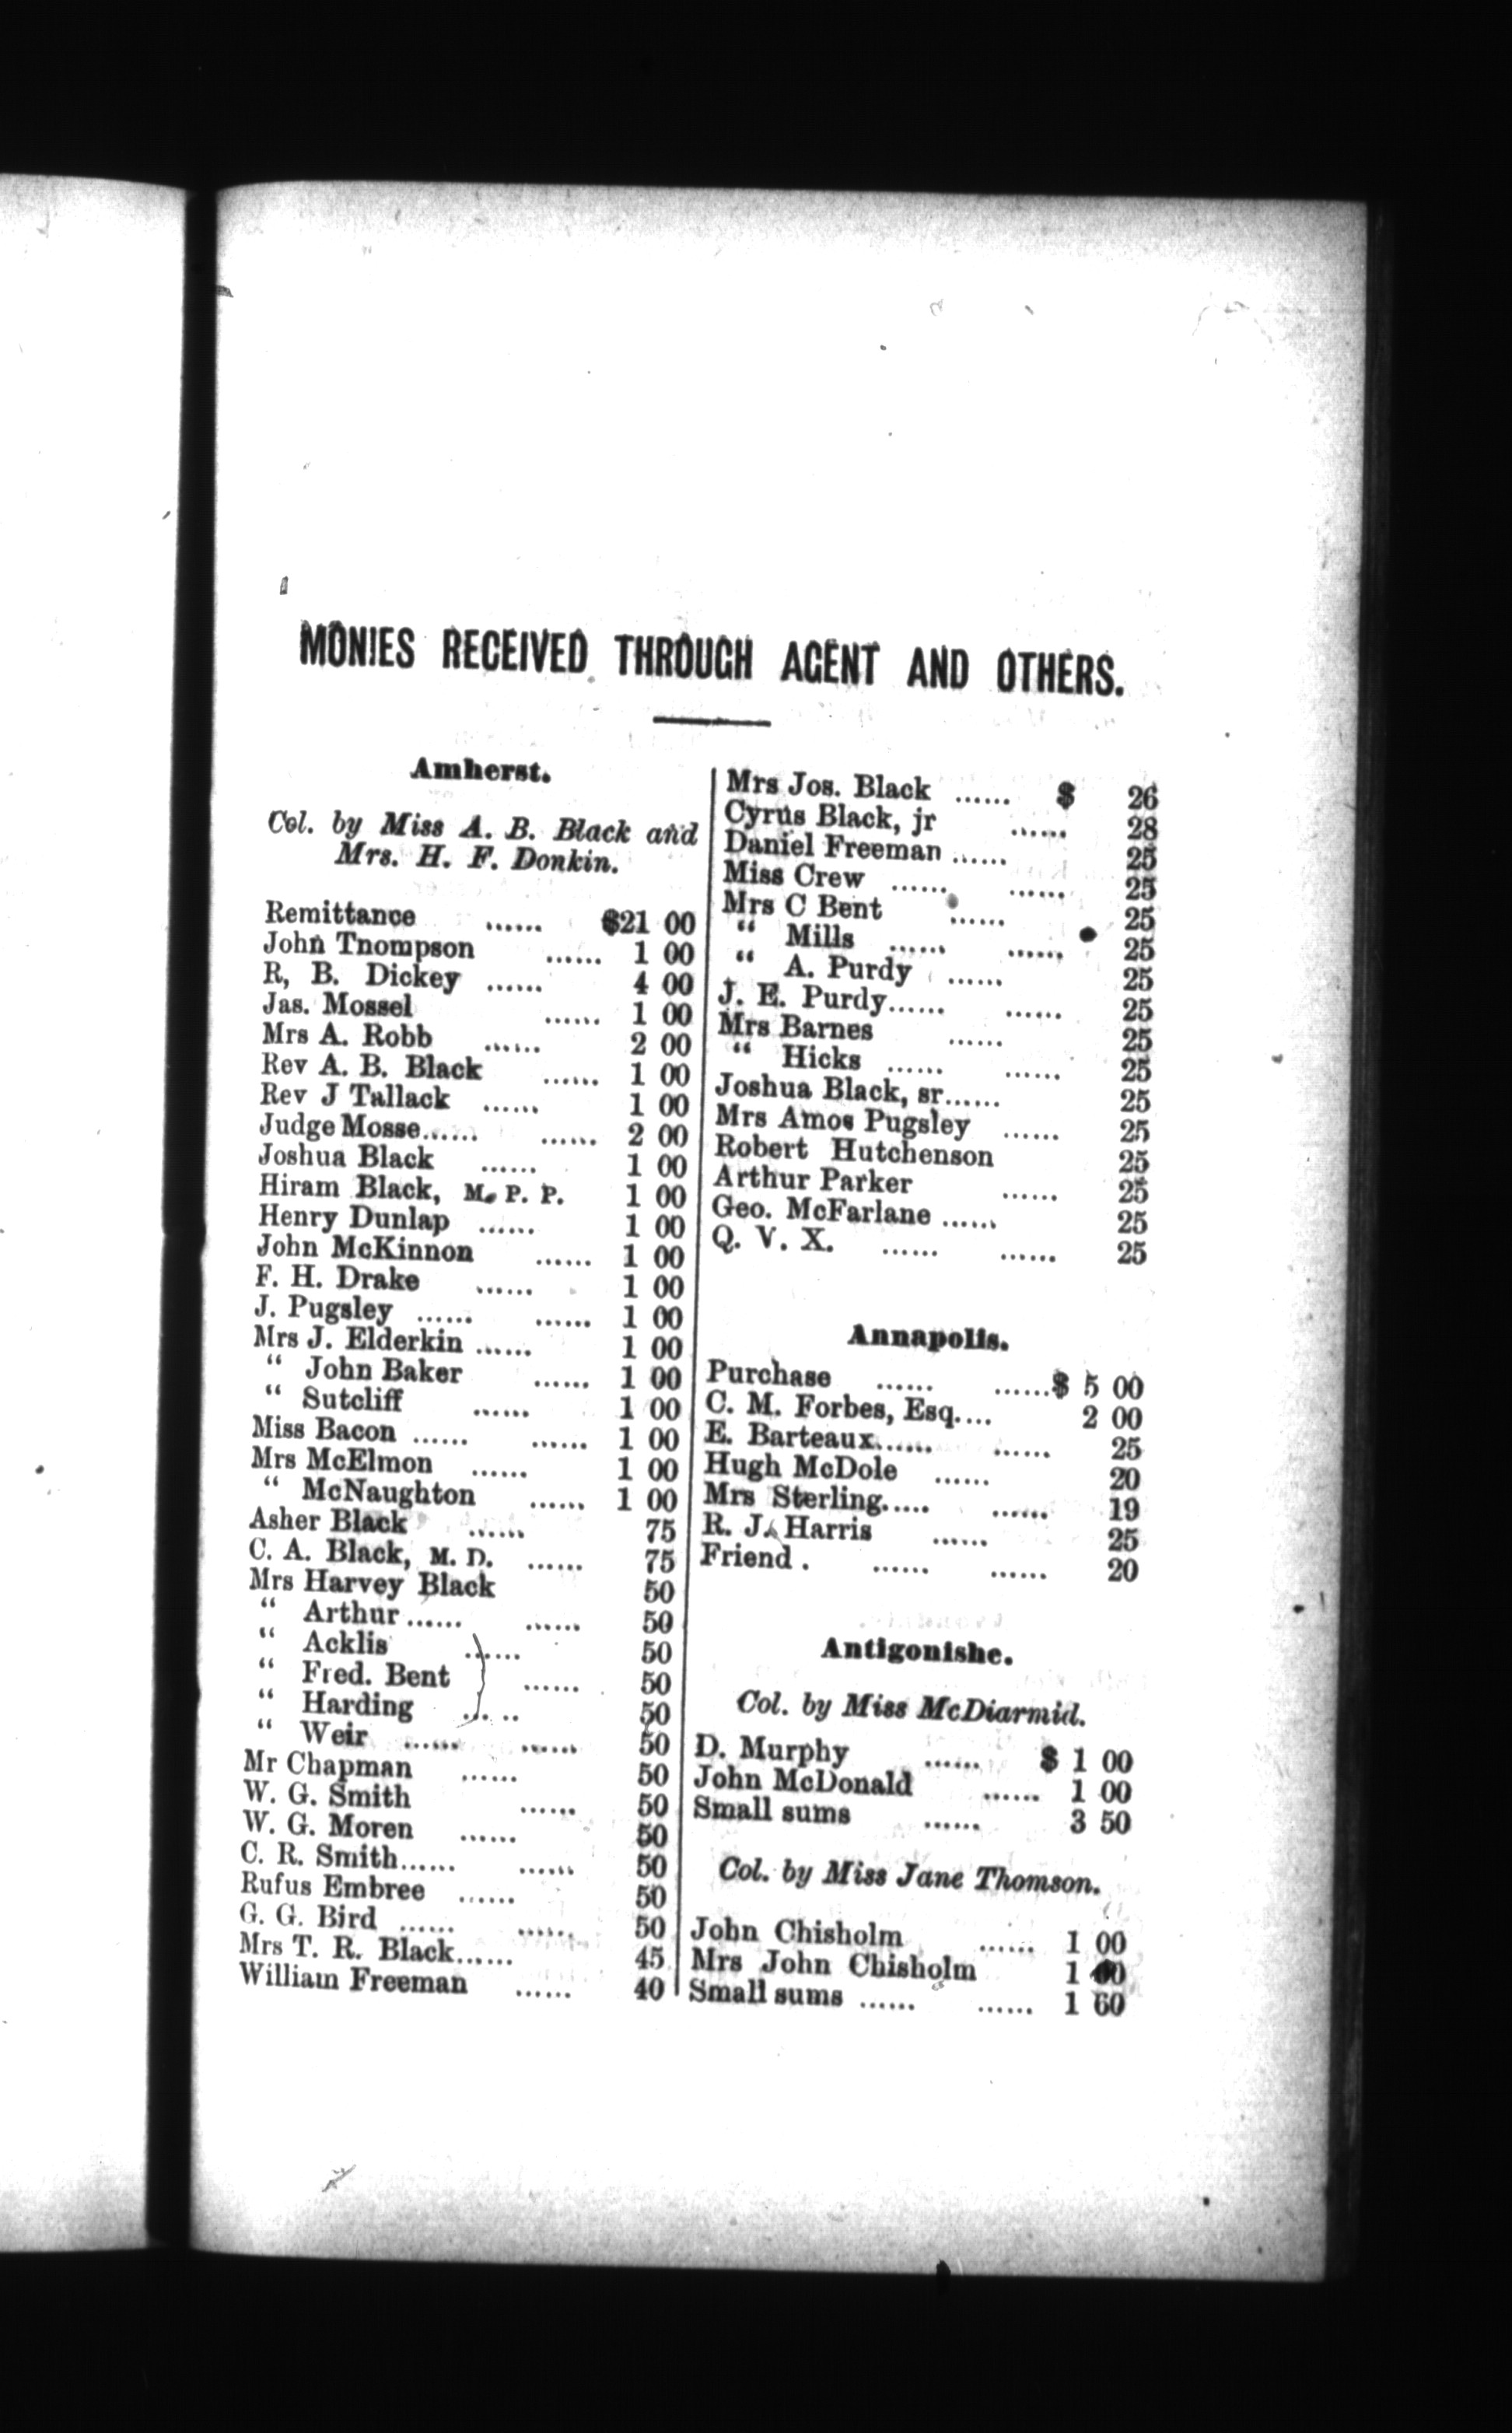 MONIES RECEIVED THROUGH AGENT AND OTHERS.
Amherst.
Col. by Miss A. B. Black and
Mrs. H. F. Donkin.
Remittance ...... $21 00
John Tnompson ...... 1 00
R, B. Dickey ...... 4 00
Jas. Mossel ...... 1 00
Mrs A. Robb ...... 2 00
Rev A. B. Black ...... 1 00
Rev J Tallack ...... 1 00
Judge Mosse...... ...... 2 00
Joshua Black ...... 1 00
Hiram Black, M. P. P. 1 00
Henry Dunlap ...... 1 00
John McKinnon ...... 1 00
F. H. Drake ...... 1 00
J. Pugsley ...... ...... 1 00
Mrs J. Elderkin ...... 1 00
“ John Baker ...... 1 00
“ Sutcliff ...... 1 00
Miss Bacon ...... ...... 1 00
Mrs McElmon ...... 1 00
“ McNaughton ...... 1 00
Asher Black ...... 75
C. A. Black, M. D. ...... 75
Mrs Harvey Black 50
“ Arthur...... ...... 50
“ Acklis ...... 50
“ Fred. Bent ...... 50
“ Harding ... .. 50
“ Weir ...... ...... 50
Mr Chapman ...... 50
W. G. Smith ...... 50
W. G. Moren ...... 50
C. R. Smith...... ...... 50
Rufus Embree ...... 50
G. G. Bird ...... ...... 50
Mrs T. R. Black...... 45
William Freeman ...... 40
Mrs Jos. Black ...... $ 26
Cyrus Black, jr ...... 28
Daniel Freeman ...... 25
Miss Crew ...... ...... 25
Mrs C Bent ...... 25
“ Mills ...... ...... 25
“ A. Purdy ...... 25
J. E. Purdy...... ...... 25
Mrs Barnes ...... 25
“ Hicks ...... ...... 25
Joshua Black, sr...... 25
Mrs Amos Pugsley ...... 25
Robert Hutchenson 25
Arthur Parker ...... 25
Geo. McFarlane ...... 25
Q. V. X. ...... ...... 25
Annapolis.
Purchase ...... ......$ 5 00
C. M. Forbes, Esq.... 2 00
E. Barteaux...... ...... 25
Hugh McDole ...... 20
Mrs Sterling..... ...... 19
R. J. Harris ...... 25
Friend . ...... ...... 20
Antigonishe.
Col. by Miss McDiarmid.
D. Murphy ...... $ 1 00
John McDonald ...... 1 00
Small sums ...... 3 50
Col. by Miss Jane Thomson.
John Chisholm ...... 1 00
Mrs John Chisholm 1 00
Small sums ...... ...... 1 60